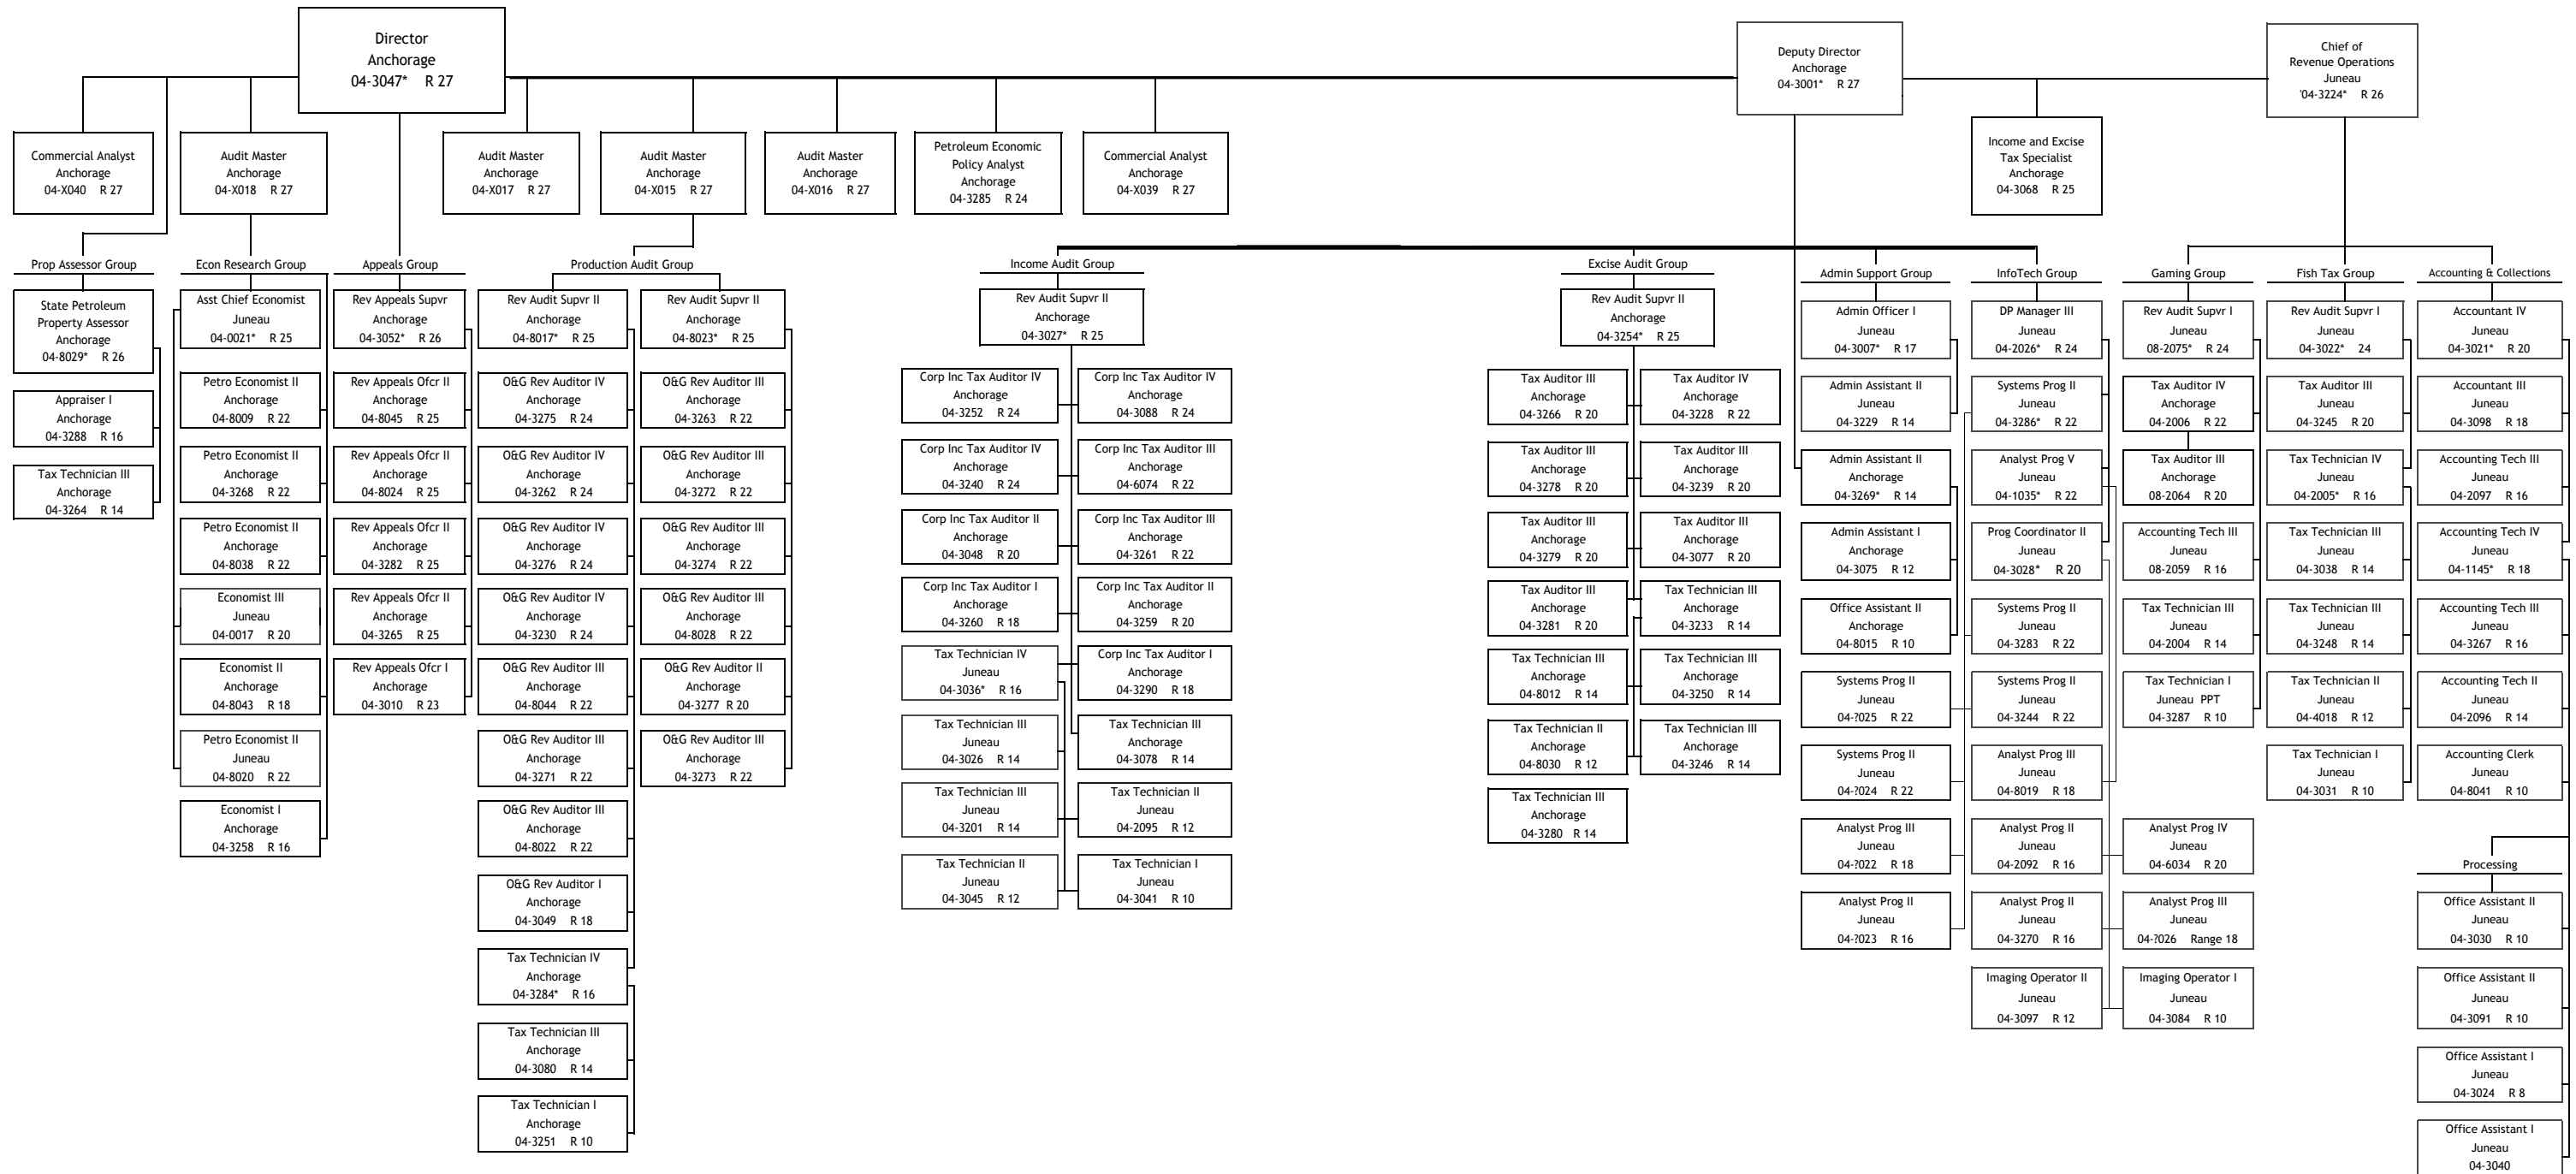 Director
Anchorage
04-3047* R 27
Deputy Director
Anchorage
04-3001* R 27
Chief of
Revenue Operations
Juneau
'04-3224* R 26
Commercial Analyst
Anchorage
04-X040 R 27
Audit Master
Anchorage
04-X018 R 27
Audit Master
Anchorage
04-X017 R 27
Audit Master
Anchorage
04-X015 R 27
Audit Master
Anchorage
04-X016 R 27
Petroleum Economic
Policy Analyst
Anchorage
04-3285 R 24
Commercial Analyst
Anchorage
04-X039 R 27
Income and Excise
Tax Specialist
Anchorage
04-3068 R 25
Prop Assessor Group
State Petroleum
Property Assessor
Anchorage
04-8029* R 26
Appraiser I
Anchorage
04-3288 R 16
Tax Technician III
Anchorage
04-3264 R 14
Econ Research Group
Asst Chief Economist
Juneau
04-0021* R 25
Petro Economist II
Anchorage
04-8009 R 22
Petro Economist II
Anchorage
04-3268 R 22
Petro Economist II
Anchorage
04-8038 R 22
Economist III
Juneau
04-0017 R 20
Economist II
Anchorage
04-8043 R 18
Petro Economist II
Juneau
04-8020 R 22
Economist I
Anchorage
04-3258 R 16
Appeals Group
Rev Appeals Supvr
Anchorage
04-3052* R 26
Rev Appeals Ofcr II
Anchorage
04-8045 R 25
Rev Appeals Ofcr II
Anchorage
04-8024 R 25
Rev Appeals Ofcr II
Anchorage
04-3282 R 25
Rev Appeals Ofcr II
Anchorage
04-3265 R 25
Rev Appeals Ofcr I
Anchorage
04-3010 R 23
Production Audit Group
Rev Audit Supvr II
Anchorage
04-8017* R 25
O&G Rev Auditor IV
Anchorage
04-3275 R 24
O&G Rev Auditor IV
Anchorage
04-3262 R 24
O&G Rev Auditor IV
Anchorage
04-3276 R 24
O&G Rev Auditor IV
Anchorage
04-3230 R 24
O&G Rev Auditor III
Anchorage
04-8044 R 22
O&G Rev Auditor III
Anchorage
04-3271 R 22
O&G Rev Auditor III
Anchorage
04-8022 R 22
O&G Rev Auditor I
Anchorage
04-3049 R 18
Tax Technician IV
Anchorage
04-3284* R 16
Tax Technician III
Anchorage
04-3080 R 14
Tax Technician I
Anchorage
04-3251 R 10
Rev Audit Supvr II
Anchorage
04-8023* R 25
O&G Rev Auditor III
Anchorage
04-3263 R 22
O&G Rev Auditor III
Anchorage
04-3272 R 22
O&G Rev Auditor III
Anchorage
04-3274 R 22
O&G Rev Auditor III
Anchorage
04-8028 R 22
O&G Rev Auditor II
Anchorage
04-3277 R 20
O&G Rev Auditor III
Anchorage
04-3273 R 22
Income Audit Group
Rev Audit Supvr II
Anchorage
04-3027* R 25
Corp Inc Tax Auditor IV
Anchorage
04-3252 R 24
Corp Inc Tax Auditor IV
Anchorage
04-3240 R 24
Corp Inc Tax Auditor II
Anchorage
04-3048 R 20
Corp Inc Tax Auditor I
Anchorage
04-3260 R 18
Tax Technician IV
Juneau
04-3036* R 16
Tax Technician III
Juneau
04-3026 R 14
Tax Technician III
Juneau
04-3201 R 14
Tax Technician II
Juneau
04-3045 R 12
Corp Inc Tax Auditor IV
Anchorage
04-3088 R 24
Corp Inc Tax Auditor III
Anchorage
04-6074 R 22
Corp Inc Tax Auditor III
Anchorage
04-3261 R 22
Corp Inc Tax Auditor II
Anchorage
04-3259 R 20
Corp Inc Tax Auditor I
Anchorage
04-3290 R 18
Tax Technician III
Anchorage
04-3078 R 14
Tax Technician II
Juneau
04-2095 R 12
Tax Technician I
Juneau
04-3041 R 10
Excise Audit Group
Rev Audit Supvr II
Anchorage
04-3254* R 25
Tax Auditor III
Anchorage
04-3266 R 20
Tax Auditor III
Anchorage
04-3278 R 20
Tax Auditor III
Anchorage
04-3279 R 20
Tax Auditor III
Anchorage
04-3281 R 20
Tax Technician III
Anchorage
04-8012 R 14
Tax Technician II
Anchorage
04-8030 R 12
Tax Technician III
Anchorage
04-3280 R 14
Tax Auditor IV
Anchorage
04-3228 R 22
Tax Auditor III
Anchorage
04-3239 R 20
Tax Auditor III
Anchorage
04-3077 R 20
Tax Technician III
Anchorage
04-3233 R 14
Tax Technician III
Anchorage
04-3250 R 14
Tax Technician III
Anchorage
04-3246 R 14
Admin Support Group
Admin Officer I
Juneau
04-3007* R 17
Admin Assistant II
Juneau
04-3229 R 14
Admin Assistant II
Anchorage
04-3269* R 14
Admin Assistant I
Anchorage
04-3075 R 12
Office Assistant II
Anchorage
04-8015 R 10
Systems Prog II
Juneau
04-?025 R 22
Systems Prog II
Juneau
04-?024 R 22
Analyst Prog III
Juneau
04-?022 R 18
Analyst Prog II
Juneau
04-?023 R 16
InfoTech Group
DP Manager III
Juneau
04-2026* R 24
Systems Prog II
Juneau
04-3286* R 22
Analyst Prog V
Juneau
04-1035* R 22
Prog Coordinator II
Juneau
04-3028* R 20
Systems Prog II
Juneau
04-3283 R 22
Systems Prog II
Juneau
04-3244 R 22
Analyst Prog III
Juneau
04-8019 R 18
Analyst Prog II
Juneau
04-2092 R 16
Analyst Prog II
Juneau
04-3270 R 16
Imaging Operator II
Juneau
04-3097 R 12
Gaming Group
Rev Audit Supvr I
Juneau
08-2075* R 24
Tax Auditor IV
Anchorage
04-2006 R 22
Tax Auditor III
Anchorage
08-2064 R 20
Accounting Tech III
Juneau
08-2059 R 16
Tax Technician III
Juneau
04-2004 R 14
Tax Technician I
Juneau PPT
04-3287 R 10
Analyst Prog IV
Juneau
04-6034 R 20
Analyst Prog III
Juneau
04-?026 Range 18
Imaging Operator I
Juneau
04-3084 R 10
Fish Tax Group
Rev Audit Supvr I
Juneau
04-3022* 24
Tax Auditor III
Juneau
04-3245 R 20
Tax Technician IV
Juneau
04-2005* R 16
Tax Technician III
Juneau
04-3038 R 14
Tax Technician III
Juneau
04-3248 R 14
Tax Technician II
Juneau
04-4018 R 12
Tax Technician I
Juneau
04-3031 R 10
Accounting & Collections
Accountant IV
Juneau
04-3021* R 20
Accountant III
Juneau
04-3098 R 18
Accounting Tech III
Juneau
04-2097 R 16
Accounting Tech IV
Juneau
04-1145* R 18
Accounting Tech III
Juneau
04-3267 R 16
Accounting Tech II
Juneau
04-2096 R 14
Accounting Clerk
Juneau
04-8041 R 10
Processing
Office Assistant II
Juneau
04-3030 R 10
Office Assistant II
Juneau
04-3091 R 10
Office Assistant I
Juneau
04-3024 R 8
Office Assistant I
Juneau
04-3040